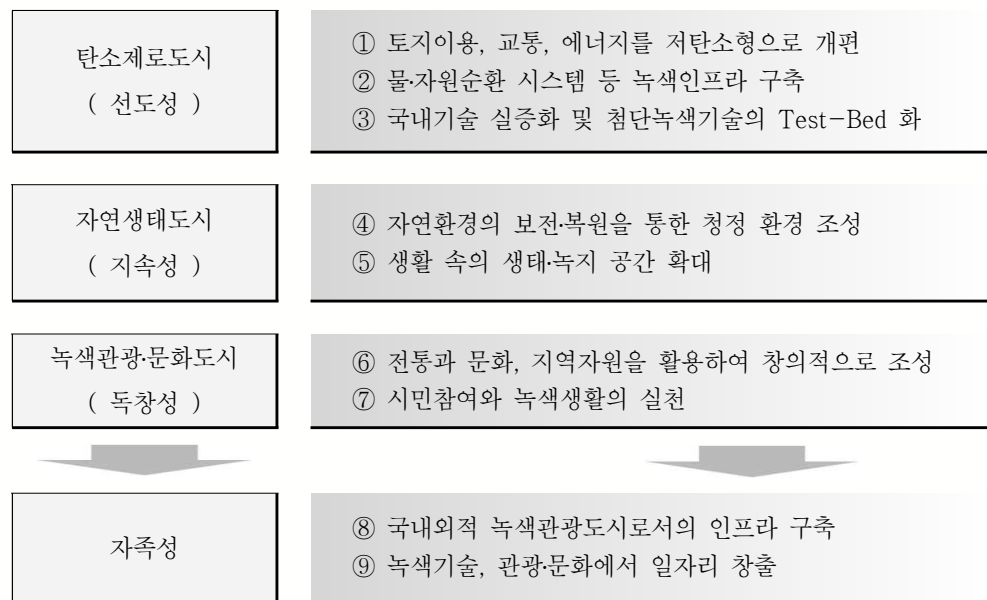 탄소제로도시
( 선도성 )
① 토지이용, 교통, 에너지를 저탄소형으로 개편
② 물·자원순환 시스템 등 녹색인프라 구축
③ 국내기술 실증화 및 첨단녹색기술의 Test-Bed 화
자연생태도시
( 지속성 )
④ 자연환경의 보전·복원을 통한 청정 환경 조성
⑤ 생활 속의 생태·녹지 공간 확대
녹색관광·문화도시
( 독창성 )
⑥ 전통과 문화, 지역자원을 활용하여 창의적으로 조성
⑦ 시민참여와 녹색생활의 실천
자족성
⑧ 국내외적 녹색관광도시로서의 인프라 구축
⑨ 녹색기술, 관광·문화에서 일자리 창출